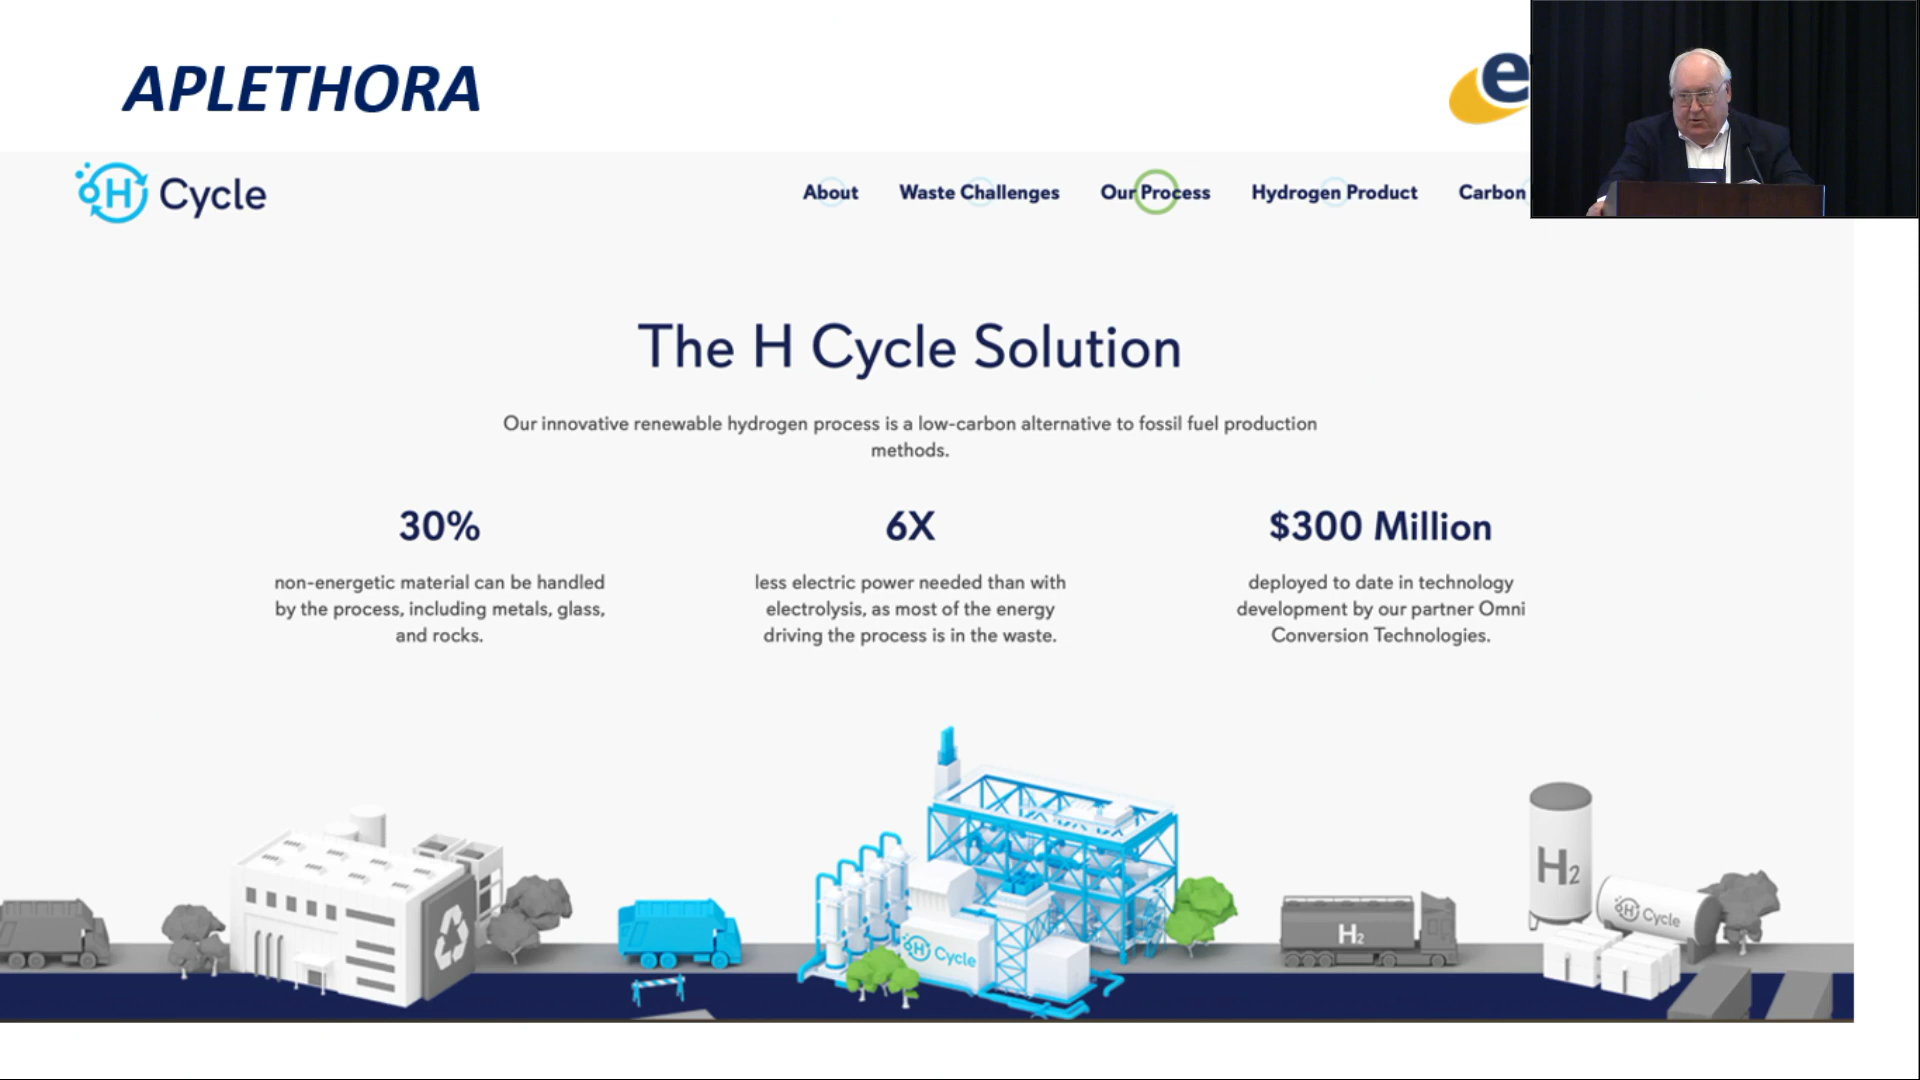 APLETHORA
e
H Cycle
About Waste Challenges Our Process Hydrogen Product Carbon
The H Cycle Solution
Our innovative renewable hydrogen process is a low-carbon alternative to fossil fuel production
methods.
30%
non-energetic material can be handled
by the process, including metals, glass,
and rocks.
6X
less electric power needed than with
electrolysis, as most of the energy
driving the process is in the waste.
$300 Million
deployed to date in technology
development by our partner Omni
Conversion Technologies.
H Cycle
H2
H2
H Cycle